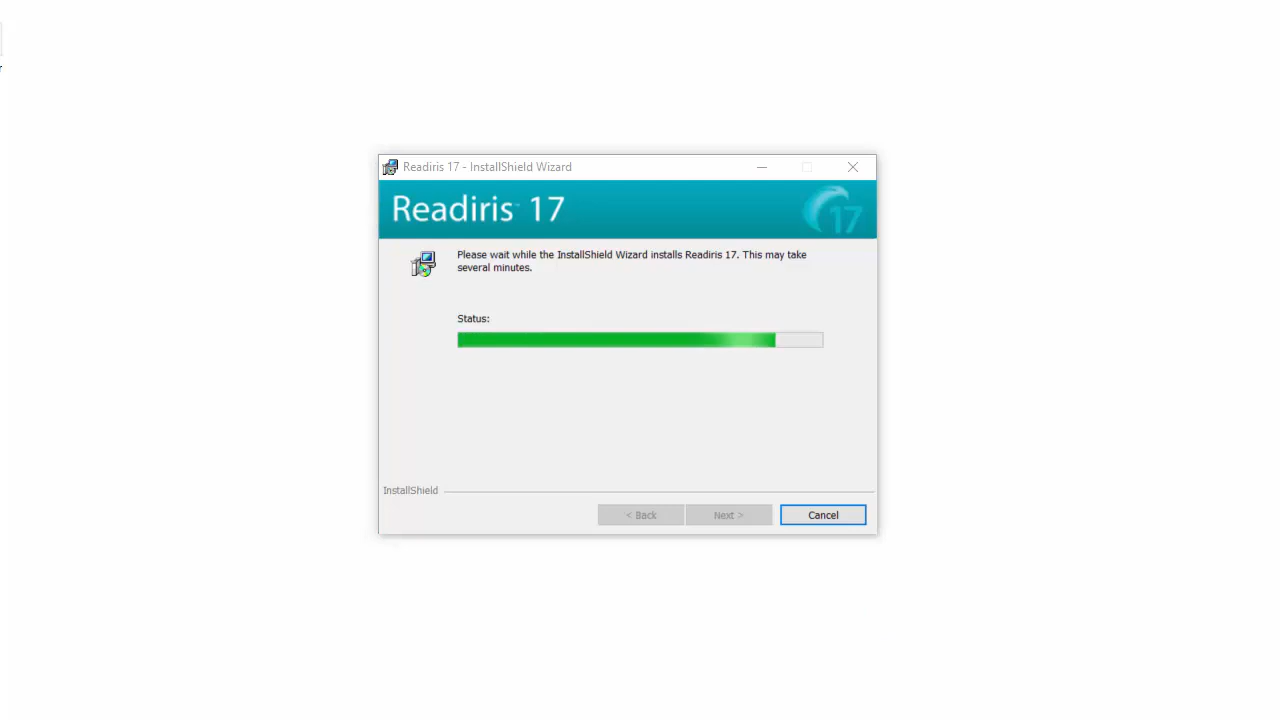 Readiris 17 - InstallShield Wizard
Readiris™ 17
17
Please wait while the InstallShield Wizard installs Readiris 17. This may take
several minutes.
Status:
InstallShield
< Back
Next >
Cancel